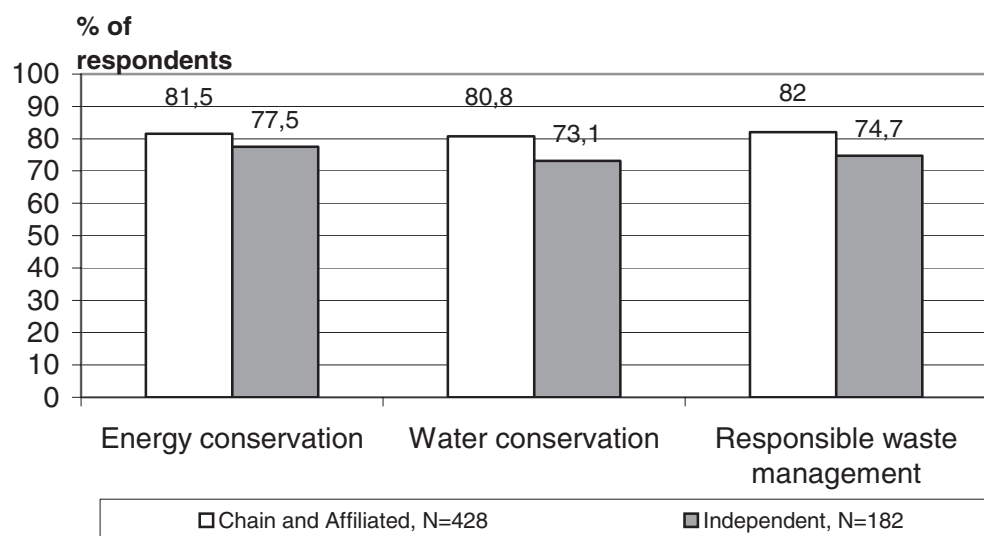 % of
respondents
100
90
80
70
60
50
40
30
20
10
0
81,5
77,5
80,8
73,1
82
74,7
Energy conservation
Water conservation
Responsible waste
management
Chain and Affiliated, N=428
Independent, N=182